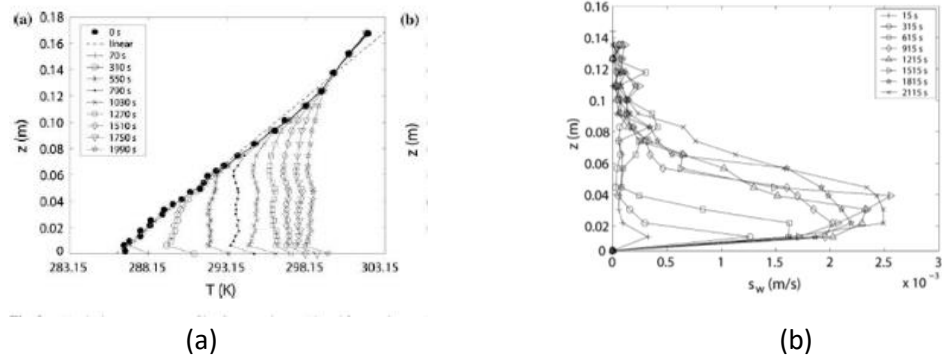 (a)
0.18
0.16
0.14
0.12
0.1
0.08
0.06
0.04
0.02
0
z (m)
0 s
linear
70 s
310 s
550 s
790 s
1030 s
1270 s
1510 s
1750 s
1990 s
283.15 288.15 293.15 298.15 303.15
T (K)
(b)
z (m)
0.16
0.14
0.12
0.1
0.08
0.06
0.04
0.02
0
z (m)
15 s
315 s
615 s
915 s
1215 s
1515 s
1815 s
2115 s
0 0.5 1 1.5 2 2.5 3
s_w (m/s)
x 10⁻³
(a) (b)